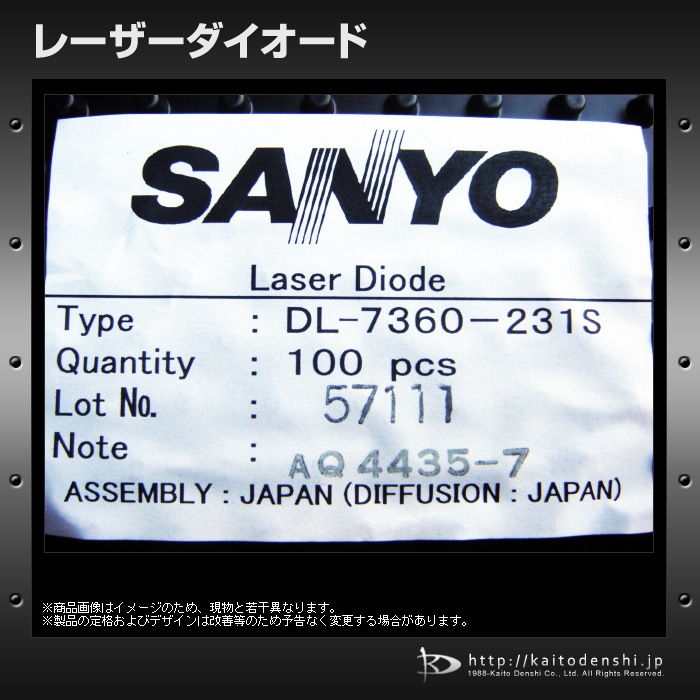 レーザーダイオード
SANYO
Laser Diode
Type : DL-7360-231S
Quantity : 100 pcs
Lot No. : 57111
Note : AQ4435-7
ASSEMBLY : JAPAN (DIFFUSION : JAPAN)
※商品画像はイメージのため、現物と若干異なります。
※製品の定格およびデザインは改善等のため予告なく変更する場合があります。
http://kaitodenshi.jp
1988-Kaito Denshi Co., Ltd. All Rights Reserved.